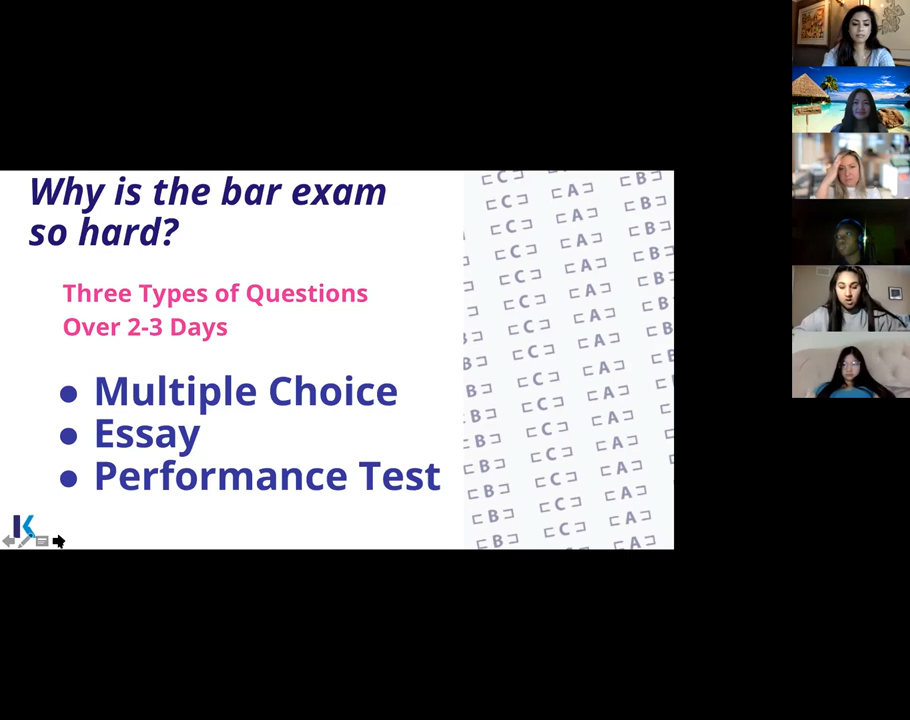 Why is the bar exam
so hard?
Three Types of Questions
Over 2-3 Days
● Multiple Choice
● Essay
● Performance Test
K